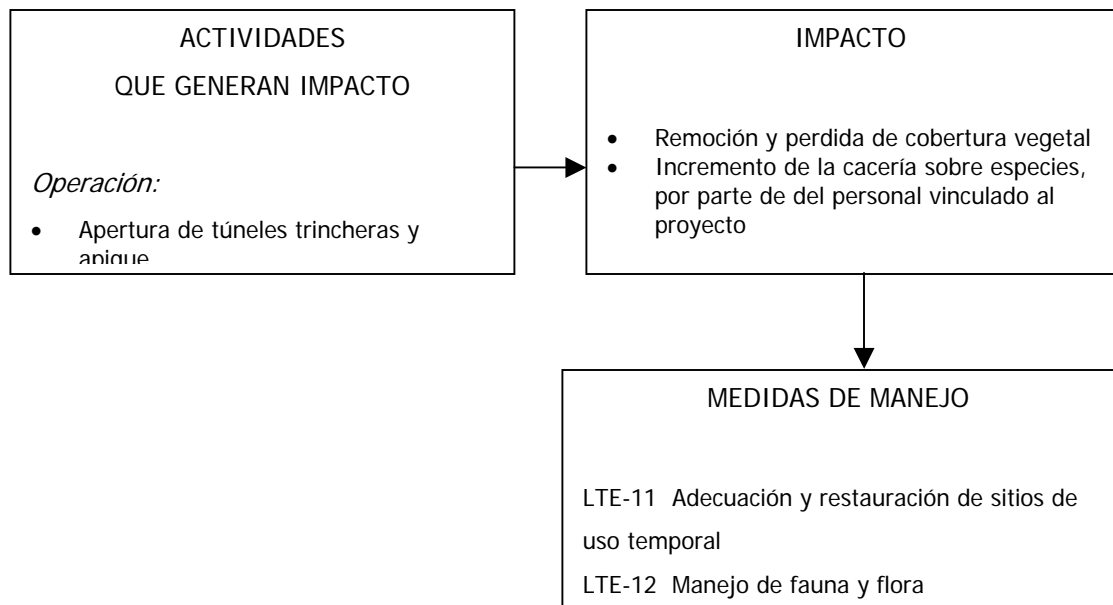 ACTIVIDADES
QUE GENERAN IMPACTO
Operación:
• Apertura de túneles trincheras y
apique
IMPACTO
• Remoción y perdida de cobertura vegetal
• Incremento de la cacería sobre especies,
por parte de del personal vinculado al
proyecto
MEDIDAS DE MANEJO
LTE-11 Adecuación y restauración de sitios de
uso temporal
LTE-12 Manejo de fauna y flora